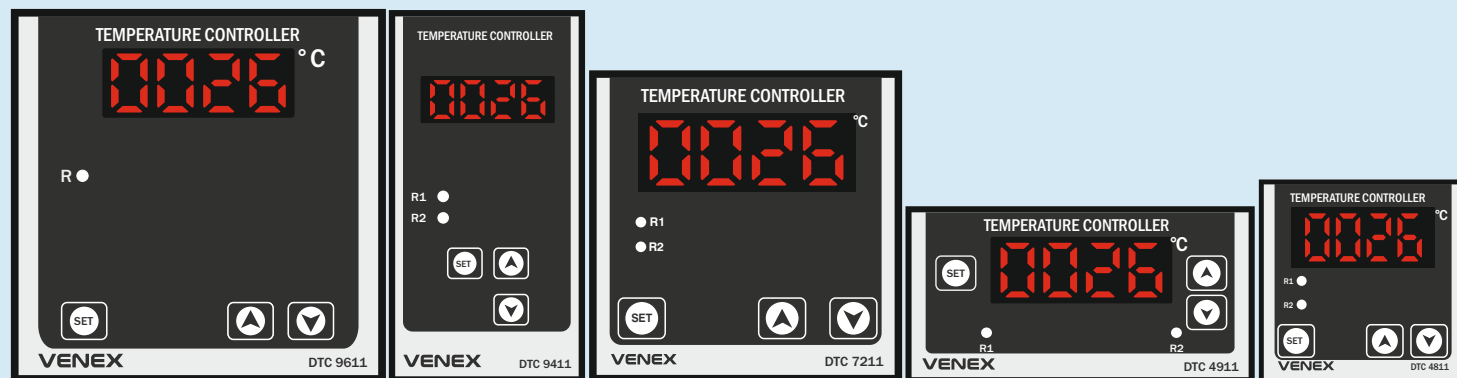 TEMPERATURE CONTROLLER
0026 °C
R
SET
VENEX DTC 9611
TEMPERATURE CONTROLLER
0026
R1
R2
SET
VENEX DTC 9411
TEMPERATURE CONTROLLER
0026 °C
R1
R2
SET
VENEX DTC 7211
TEMPERATURE CONTROLLER
SET 0026 °C
R1 R2
VENEX DTC 4911
TEMPERATURE CONTROLLER
0026 °C
R1
R2
SET
VENEX DTC 4811